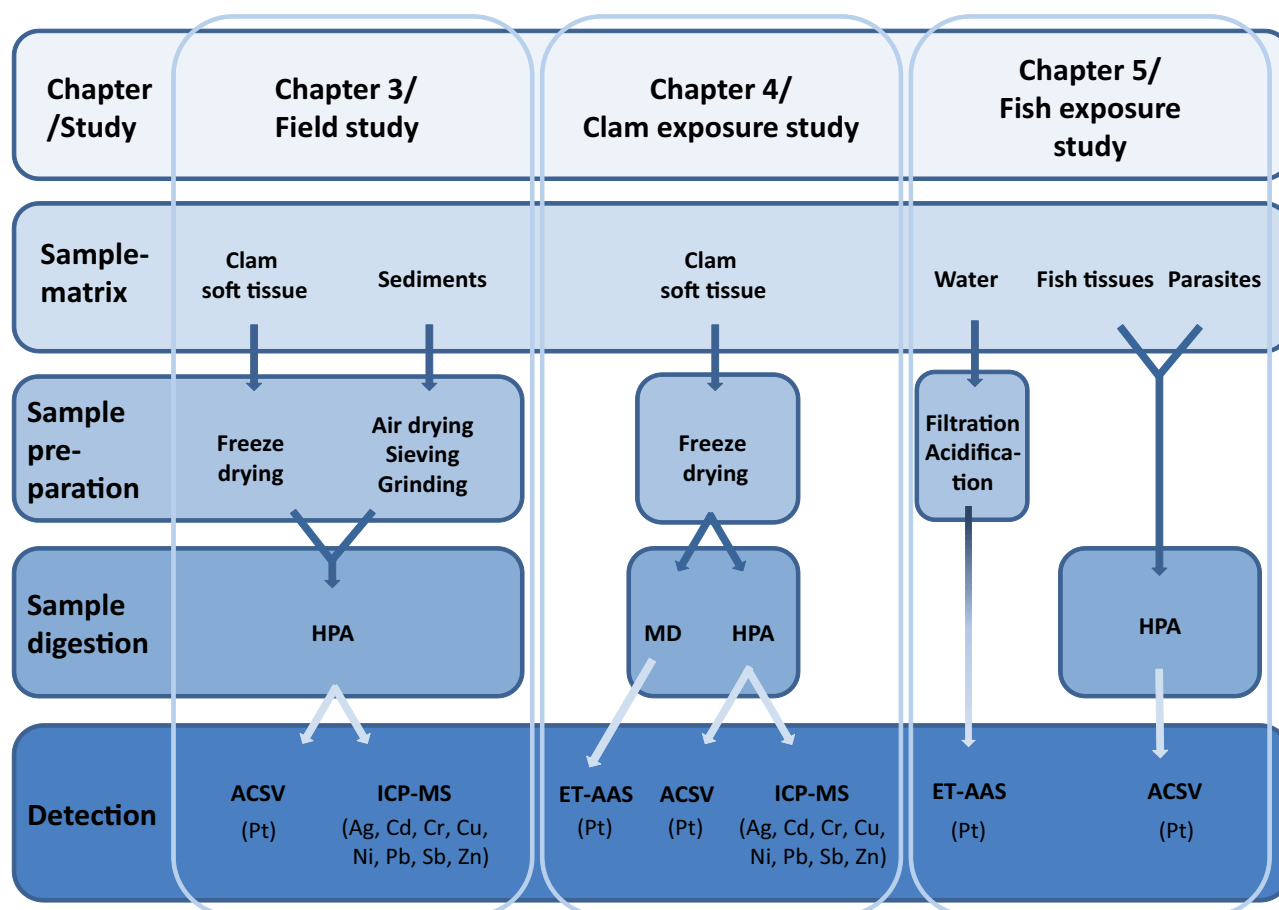 Chapter
/Study
Chapter 3/
Field study
Chapter 4/
Clam exposure study
Chapter 5/
Fish exposure
study
Sample-
matrix
Clam
soft tissue
Sediments
Clam
soft tissue
Water
Fish tissues
Parasites
Sample
pre-
paration
Freeze
drying
Air drying
Sieving
Grinding
Freeze
drying
Filtration
Acidifica-
tion
Sample
digestion
HPA
MD
HPA
HPA
Detection
ACSV
(Pt)
ICP-MS
(Ag, Cd, Cr, Cu,
Ni, Pb, Sb, Zn)
ET-AAS
(Pt)
ACSV
(Pt)
ICP-MS
(Ag, Cd, Cr, Cu,
Ni, Pb, Sb, Zn)
ET-AAS
(Pt)
ACSV
(Pt)